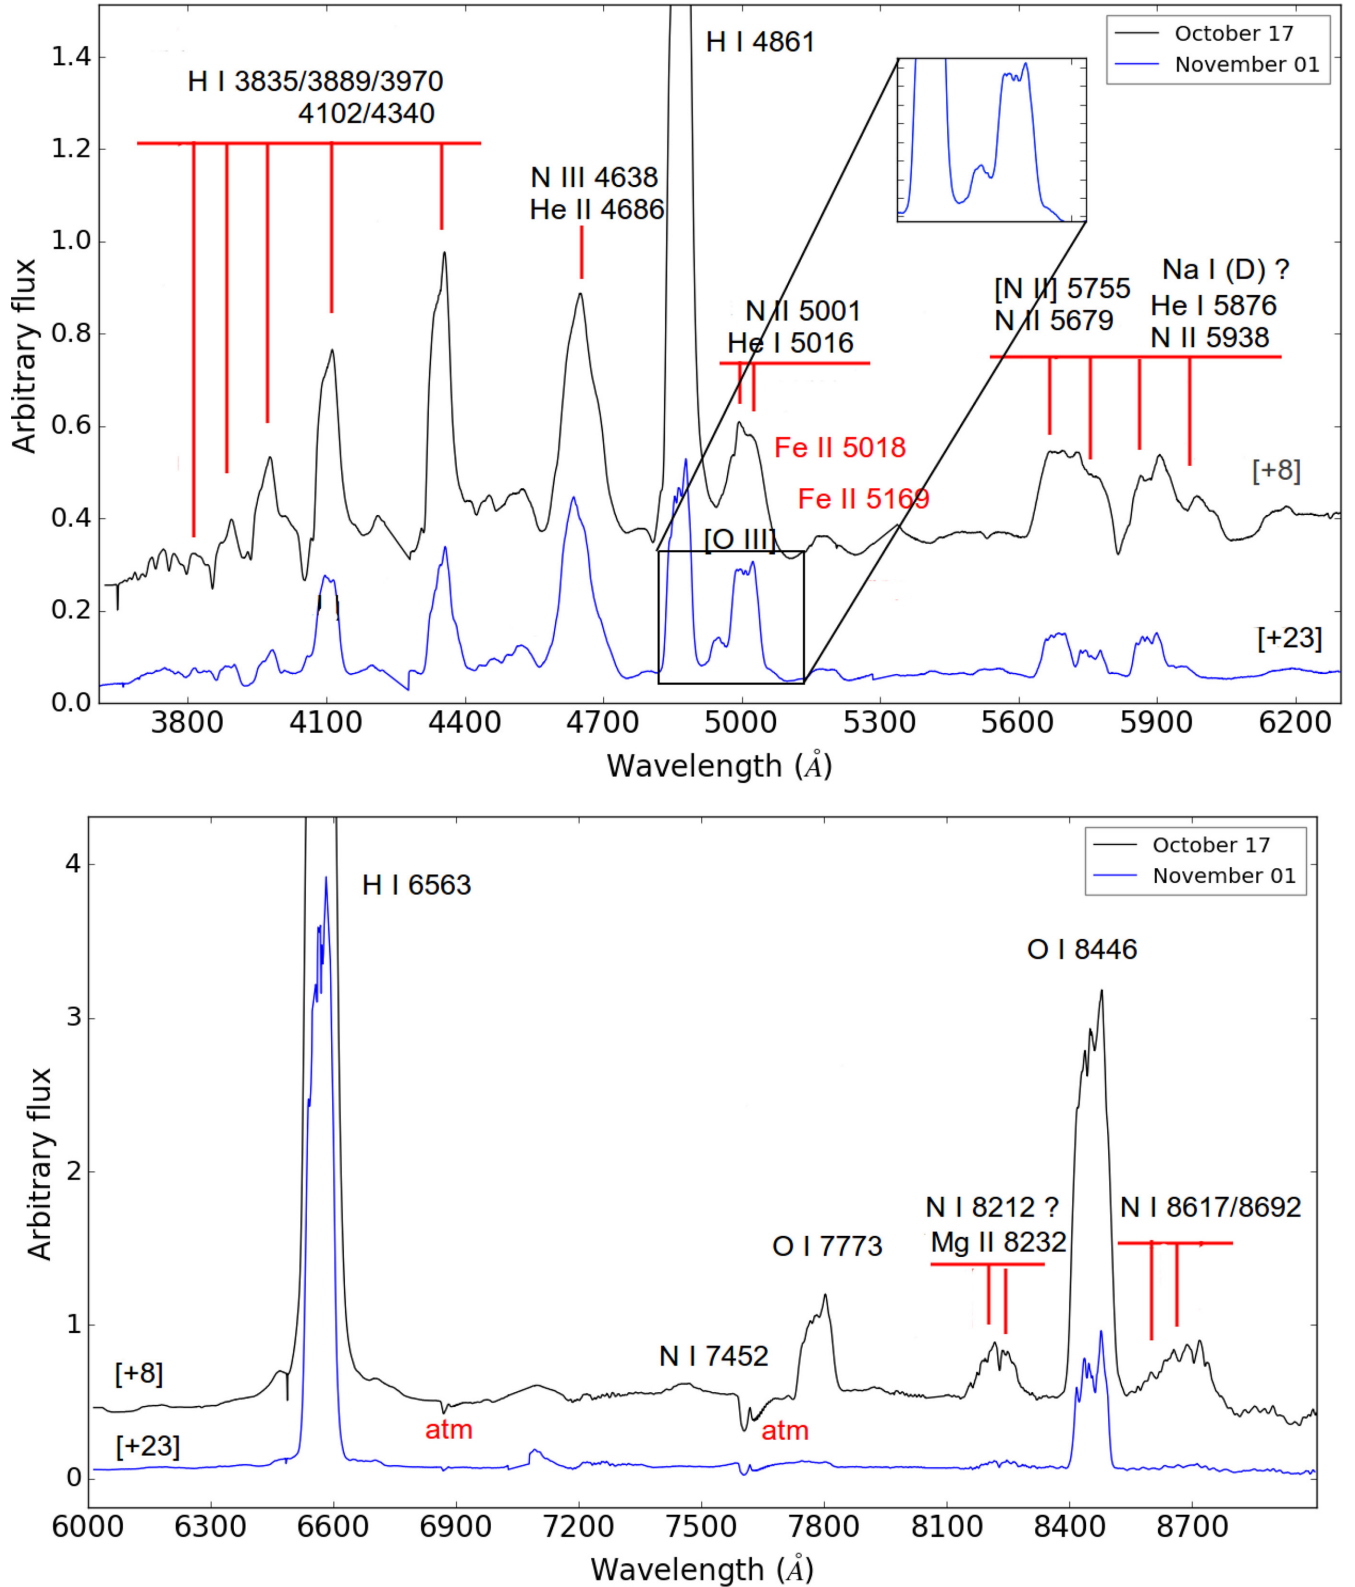 H I 4861
October 17
November 01
1.4
H I 3835/3889/3970
4102/4340
1.2
N III 4638
He II 4686
1.0
Na I (D) ?
[N II] 5755
He I 5876
N II 5679
N II 5938
N II 5001
He I 5016
0.8
0.6
Fe II 5018
Fe II 5169
[+8]
0.4
[O III]
0.2
[+23]
0.0
Arbitrary flux
3800 4100 4400 4700 5000 5300 5600 5900 6200
Wavelength (Å)
October 17
November 01
4
H I 6563
O I 8446
3
2
N I 8212 ?
Mg II 8232
N I 8617/8692
O I 7773
1
N I 7452
[+8]
atm
atm
[+23]
0
Arbitrary flux
6000 6300 6600 6900 7200 7500 7800 8100 8400 8700
Wavelength (Å)